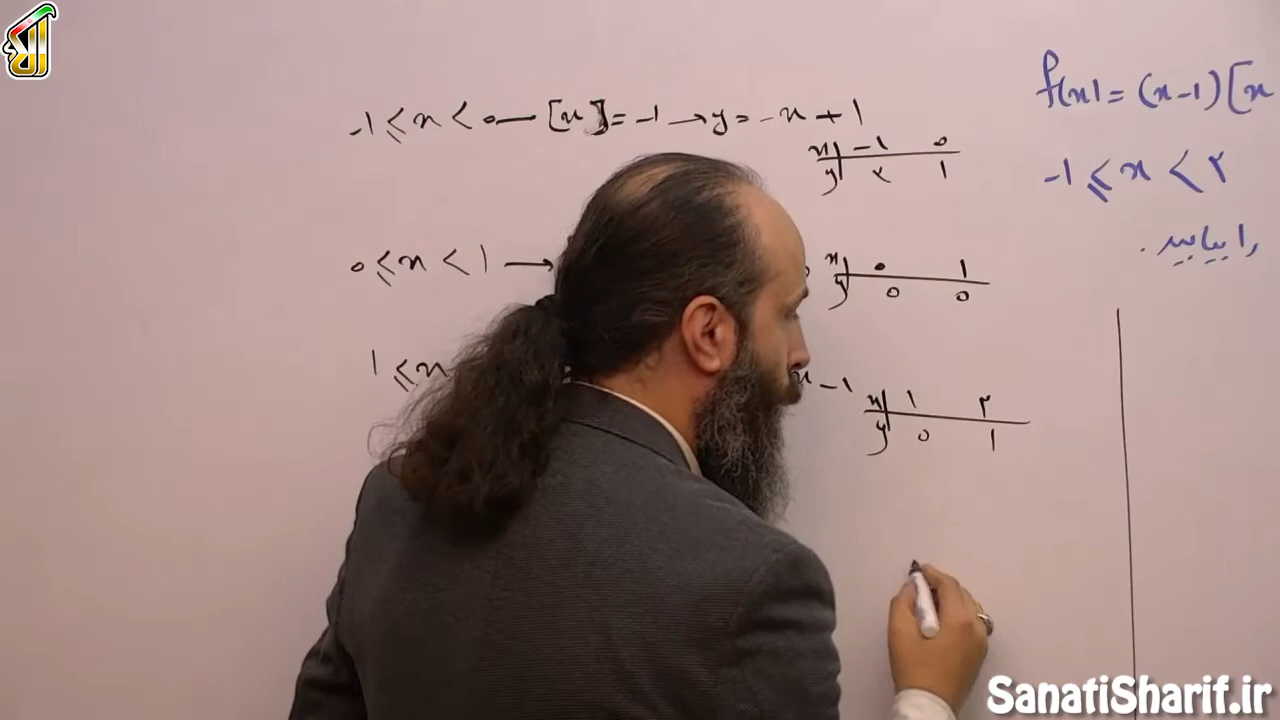 f(x) = (x-1)[x
-۱ ≤ x < ۲
را بیابید.
-۱ ≤ x < ۰ → [x] = -۱ → y = -x + ۱
x | -۱ ۰
y | ۲ ۱
۰ ≤ x < ۱ →
x | ۰ ۱
y | ۰ ۰
۱ ≤ x
x - ۱
x | ۱ ۲
y | ۰ ۱
SanatiSharif.ir